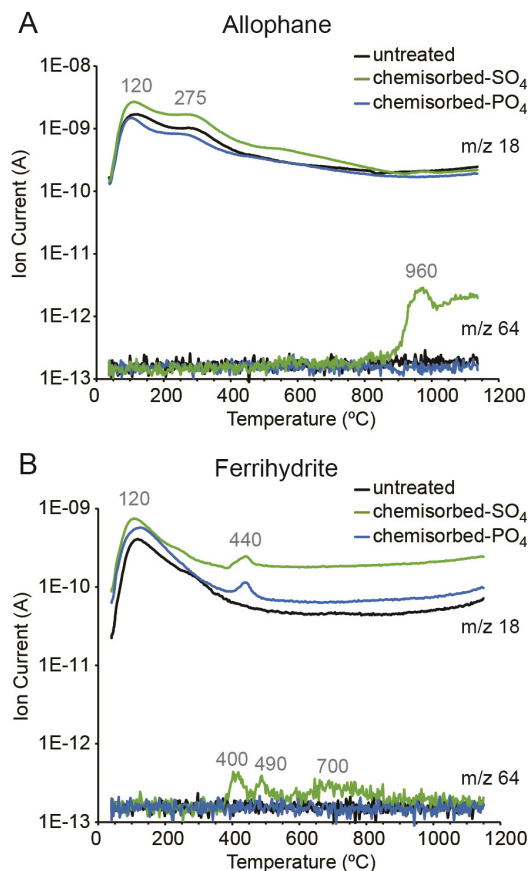 A
Allophane
untreated
chemisorbed-SO4
chemisorbed-PO4
1E-08
1E-09
1E-10
1E-11
1E-12
1E-13
Ion Current (A)
120
275
m/z 18
960
m/z 64
0 200 400 600 800 1000 1200
Temperature (ºC)
B
Ferrihydrite
untreated
chemisorbed-SO4
chemisorbed-PO4
1E-09
1E-10
1E-11
1E-12
1E-13
Ion Current (A)
120
440
m/z 18
400
490
700
m/z 64
0 200 400 600 800 1000 1200
Temperature (ºC)